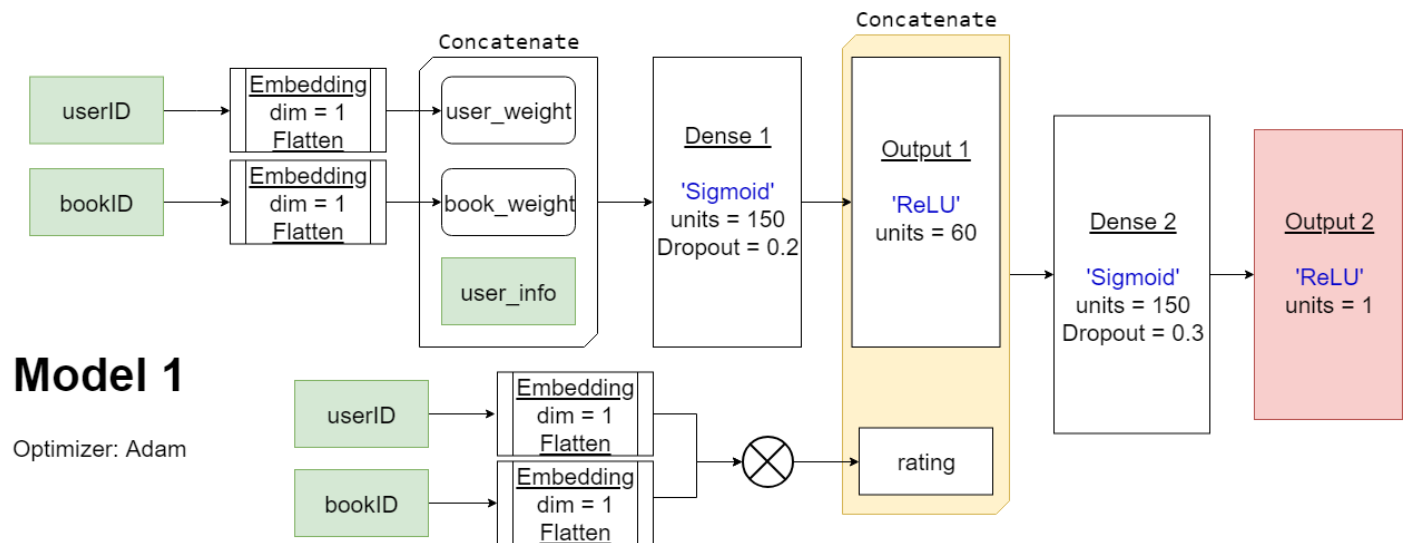 Concatenate
Concatenate
userID
Embedding
dim = 1
Flatten
user_weight
bookID
Embedding
dim = 1
Flatten
book_weight
user_info
Dense 1
'Sigmoid'
units = 150
Dropout = 0.2
Output 1
'ReLU'
units = 60
Dense 2
'Sigmoid'
units = 150
Dropout = 0.3
Output 2
'ReLU'
units = 1
Model 1
Optimizer: Adam
userID
Embedding
dim = 1
Flatten
bookID
Embedding
dim = 1
Flatten
rating